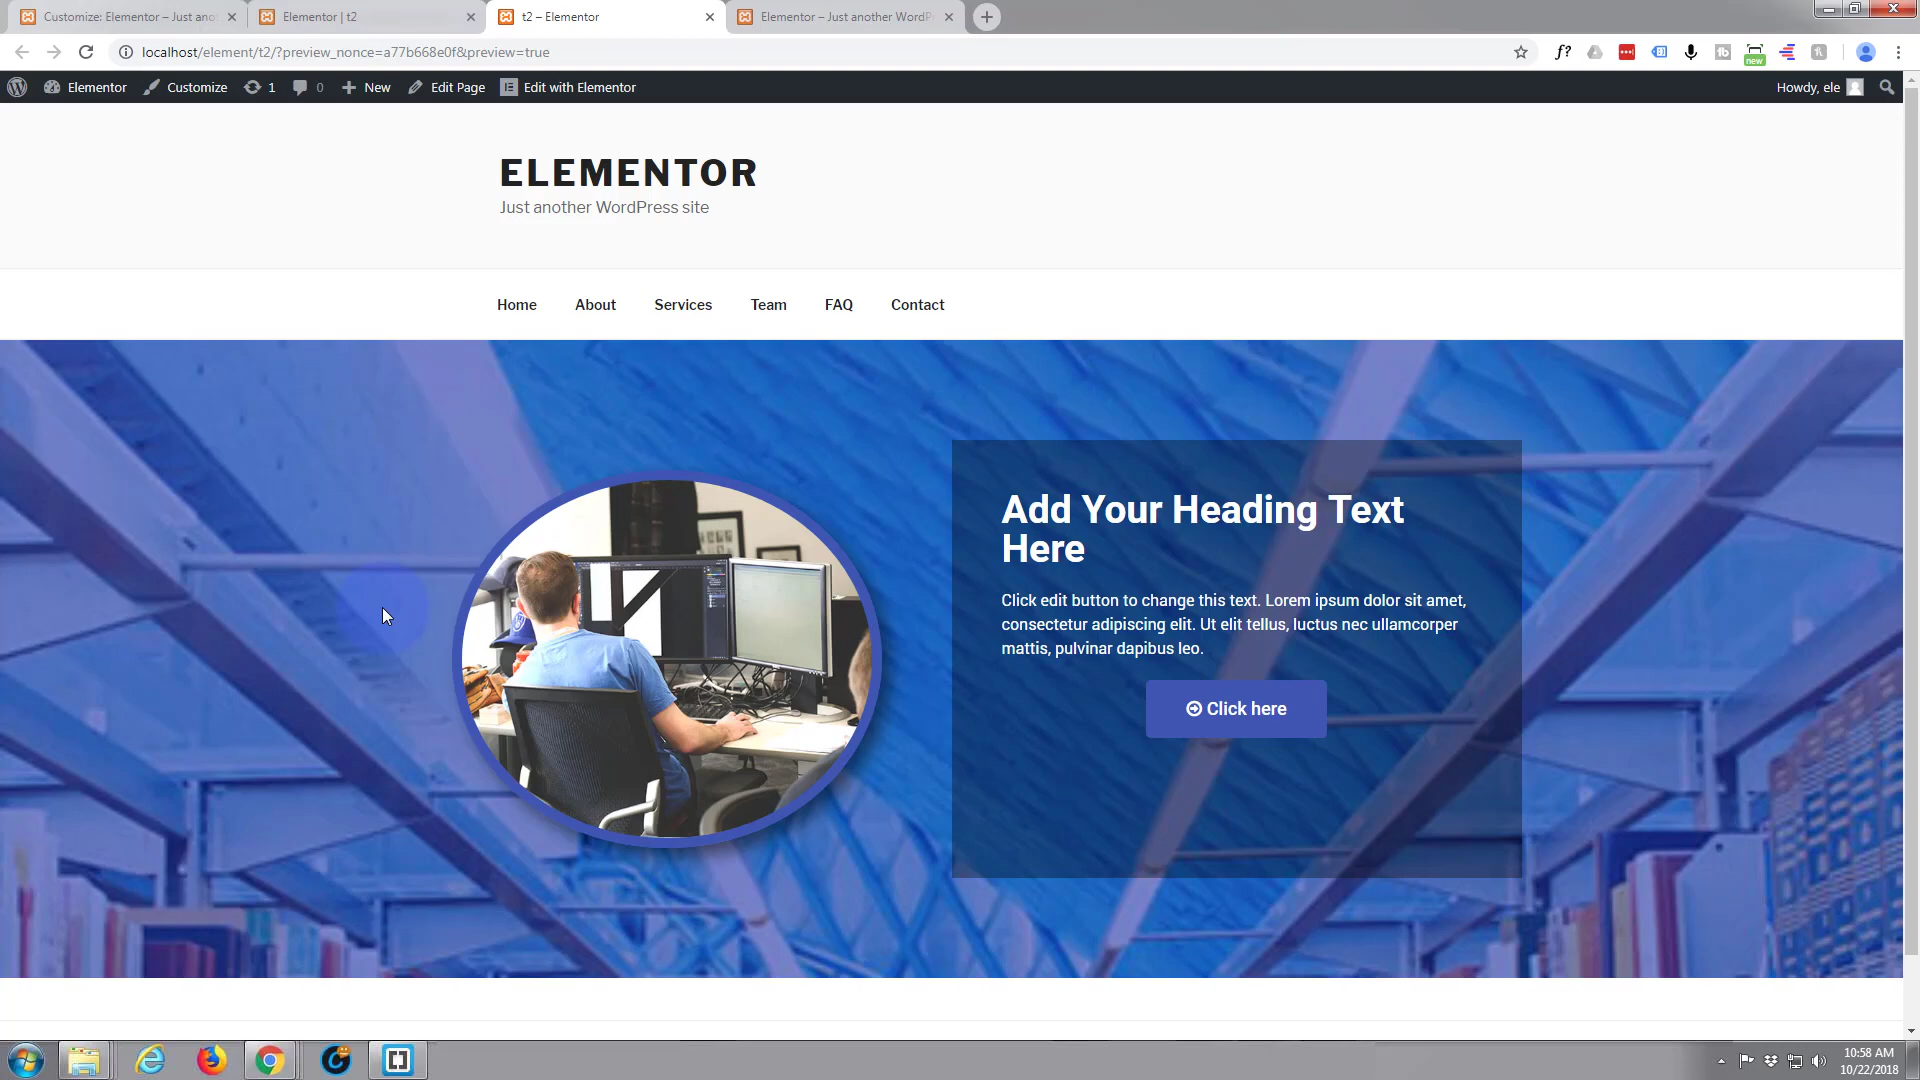 Customize: Elementor – Just ano
Elementor | t2
t2 – Elementor
Elementor – Just another WordP
localhost/element/t2/?preview_nonce=a77b668e0f&preview=true
f?
new
Elementor
Customize
1
0
New
Edit Page
Edit with Elementor
Howdy, ele
ELEMENTOR
Just another WordPress site
Home
About
Services
Team
FAQ
Contact
Add Your Heading Text
Here
Click edit button to change this text. Lorem ipsum dolor sit amet,
consectetur adipiscing elit. Ut elit tellus, luctus nec ullamcorper
mattis, pulvinar dapibus leo.
Click here
10:58 AM
10/22/2018